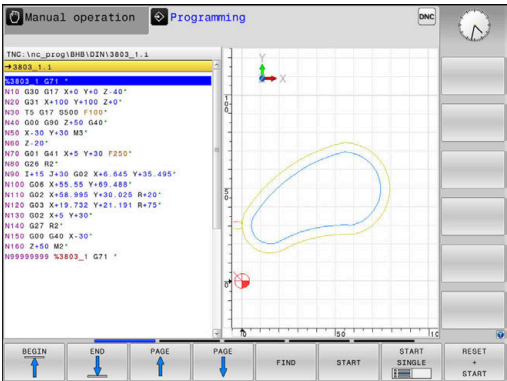 Manual operation
Programming
DNC
TNC:\nc_prog\BHB\DIN\3803_1.i
→3803_1.i
%3803_1 G71 *
N10 G30 G17 X+0 Y+0 Z-40*
N20 G31 X+100 Y+100 Z+0*
N30 T5 G17 S500 F100*
N40 G00 G90 Z+50 G40*
N50 X-30 Y+30 M3*
N60 Z-20*
N70 G01 G41 X+5 Y+30 F250*
N80 G26 R2*
N90 I+15 J+30 G02 X+6.645 Y+35.495*
N100 G06 X+55.55 Y+69.488*
N110 G02 X+58.995 Y+30.025 R+20*
N120 G03 X+19.732 Y+21.191 R+75*
N130 G02 X+5 Y+30*
N140 G27 R2*
N150 G00 G40 X-30*
N160 Z+50 M2*
N99999999 %3803_1 G71 *
Y
X
100
50
0
0
50
10
BEGIN
END
PAGE
PAGE
FIND
START
START
SINGLE
RESET
+
START